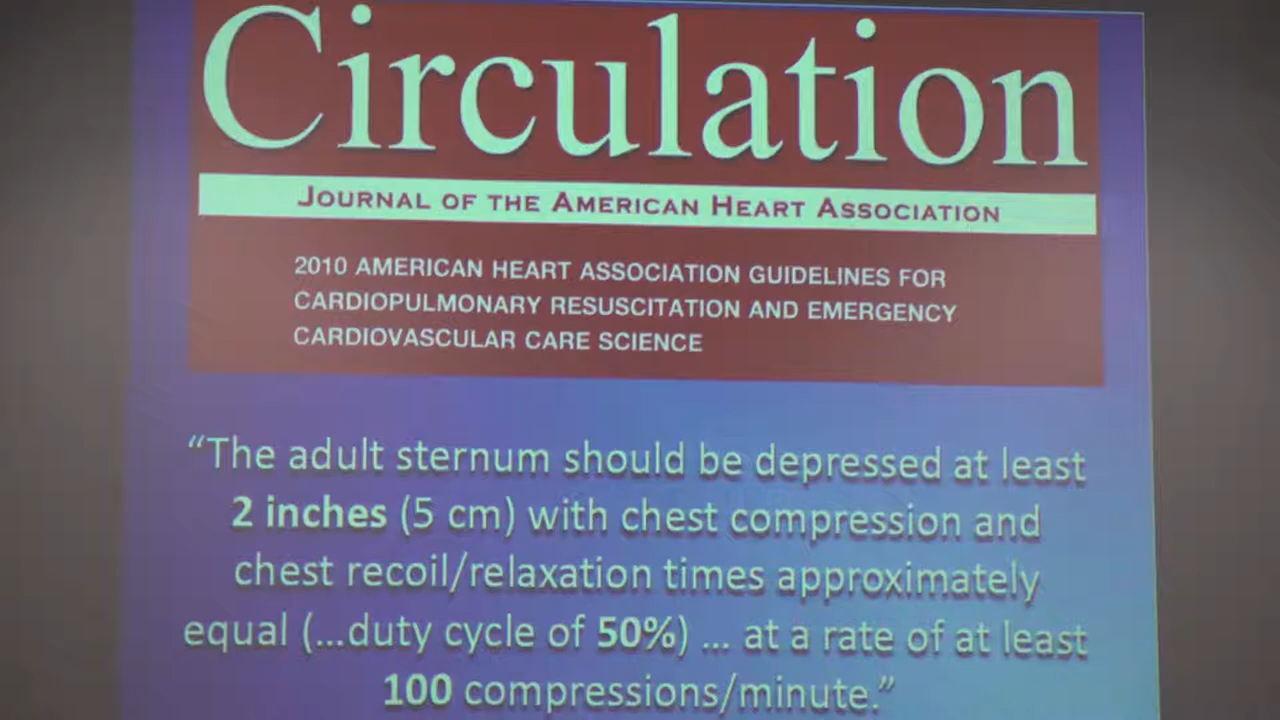 Circulation
JOURNAL OF THE AMERICAN HEART ASSOCIATION
2010 AMERICAN HEART ASSOCIATION GUIDELINES FOR
CARDIOPULMONARY RESUSCITATION AND EMERGENCY
CARDIOVASCULAR CARE SCIENCE
“The adult sternum should be depressed at least
2 inches (5 cm) with chest compression and
chest recoil/relaxation times approximately
equal (...duty cycle of 50%) ... at a rate of at least
100 compressions/minute.”